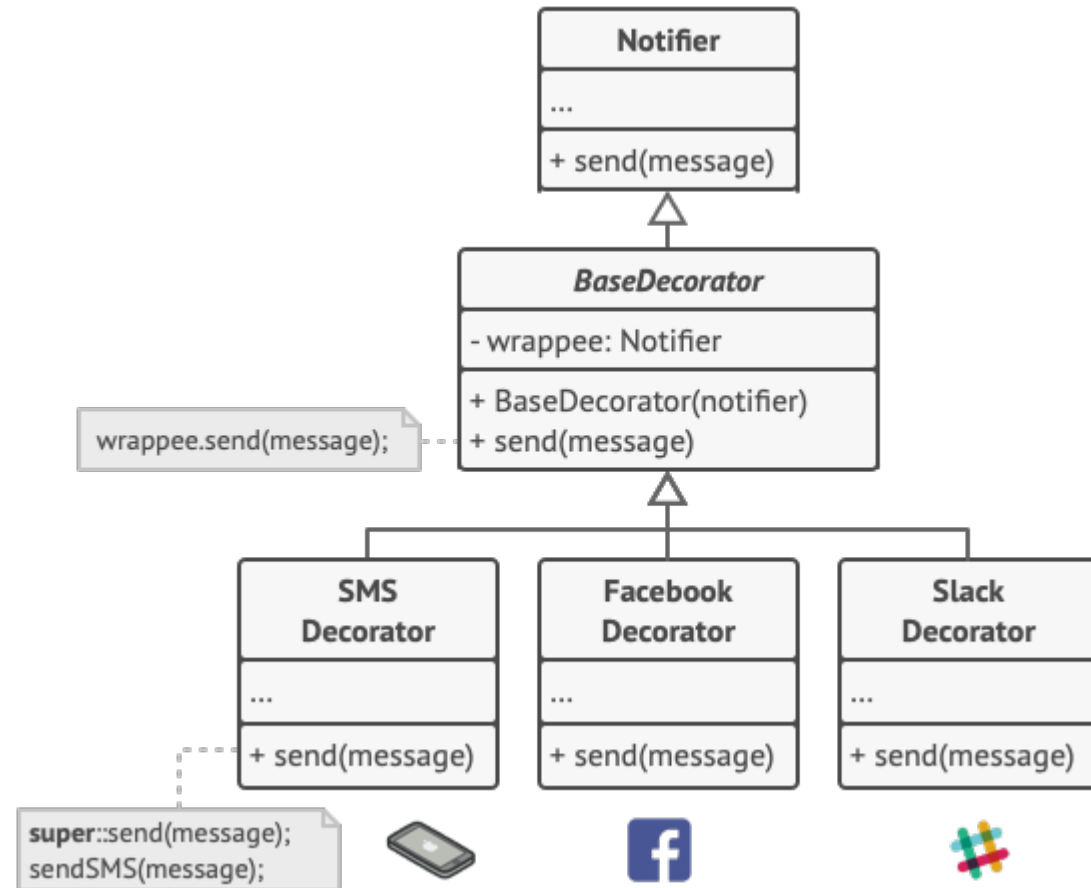 Notifier
...
+ send(message)
BaseDecorator
- wrappee: Notifier
+ BaseDecorator(notifier)
+ send(message)
wrappee.send(message);
SMS
Decorator
...
+ send(message)
Facebook
Decorator
...
+ send(message)
Slack
Decorator
...
+ send(message)
super::send(message);
sendSMS(message);